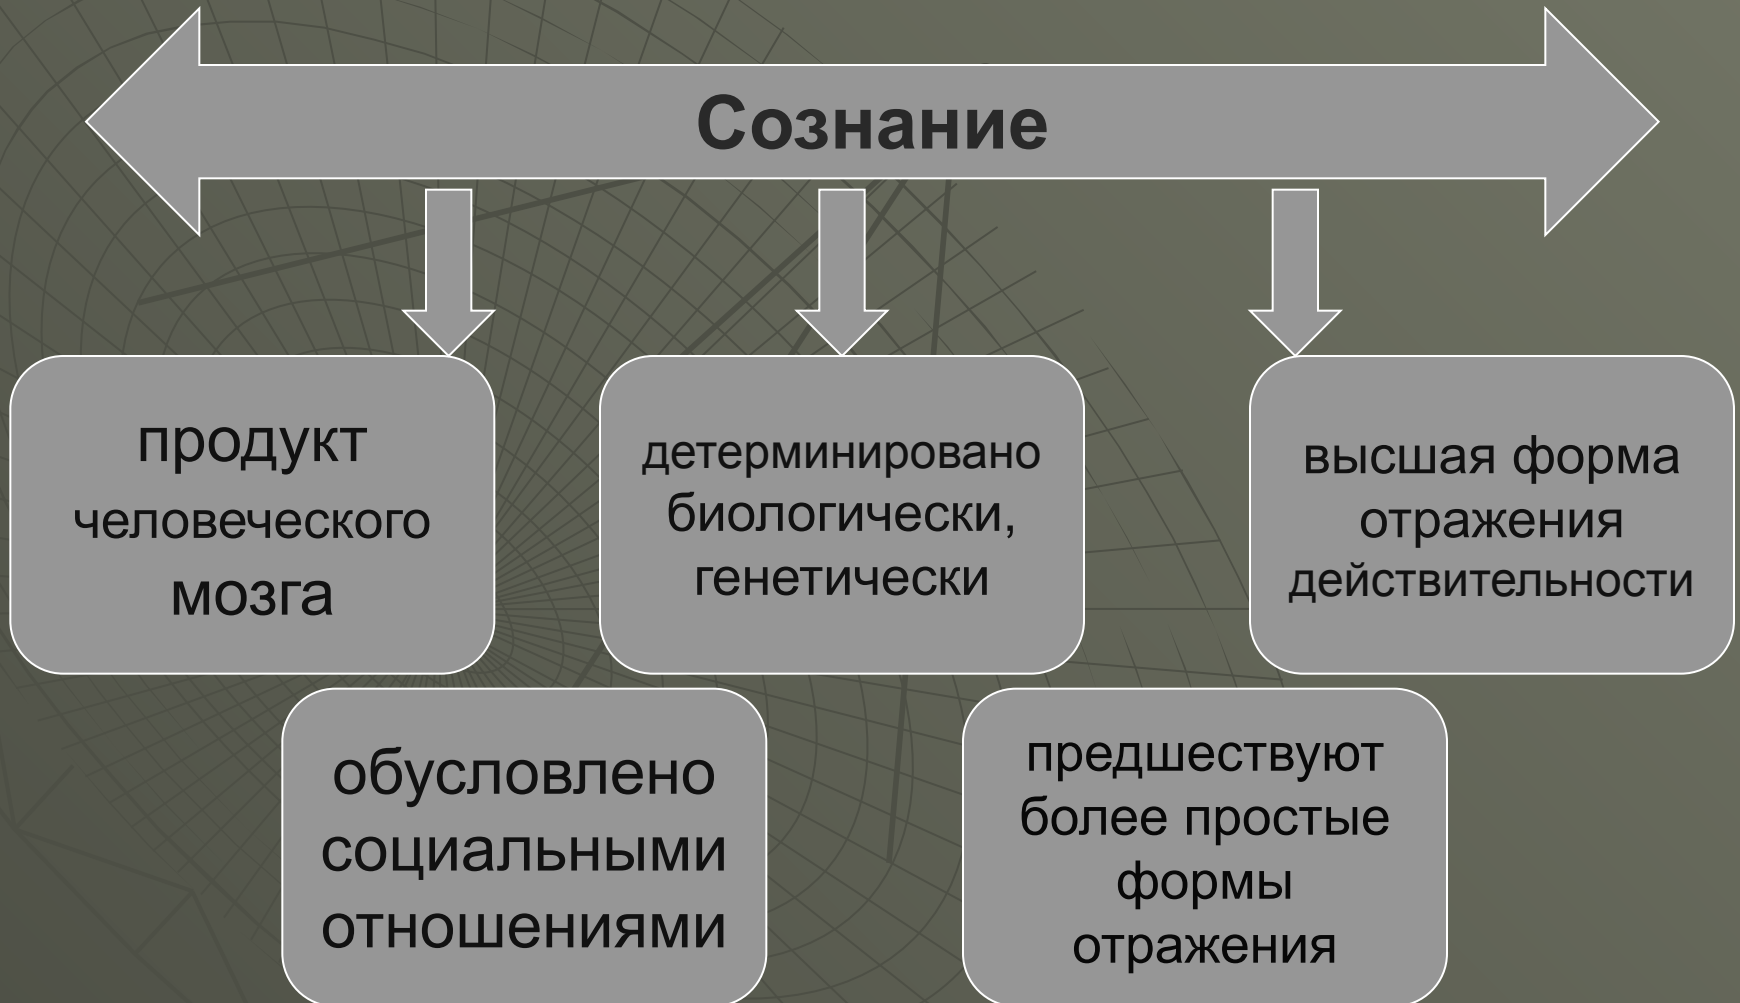 Сознание
продукт
человеческого
мозга
детерминировано
биологически,
генетически
высшая форма
отражения
действительности
обусловлено
социальными
отношениями
предшествуют
более простые
формы
отражения